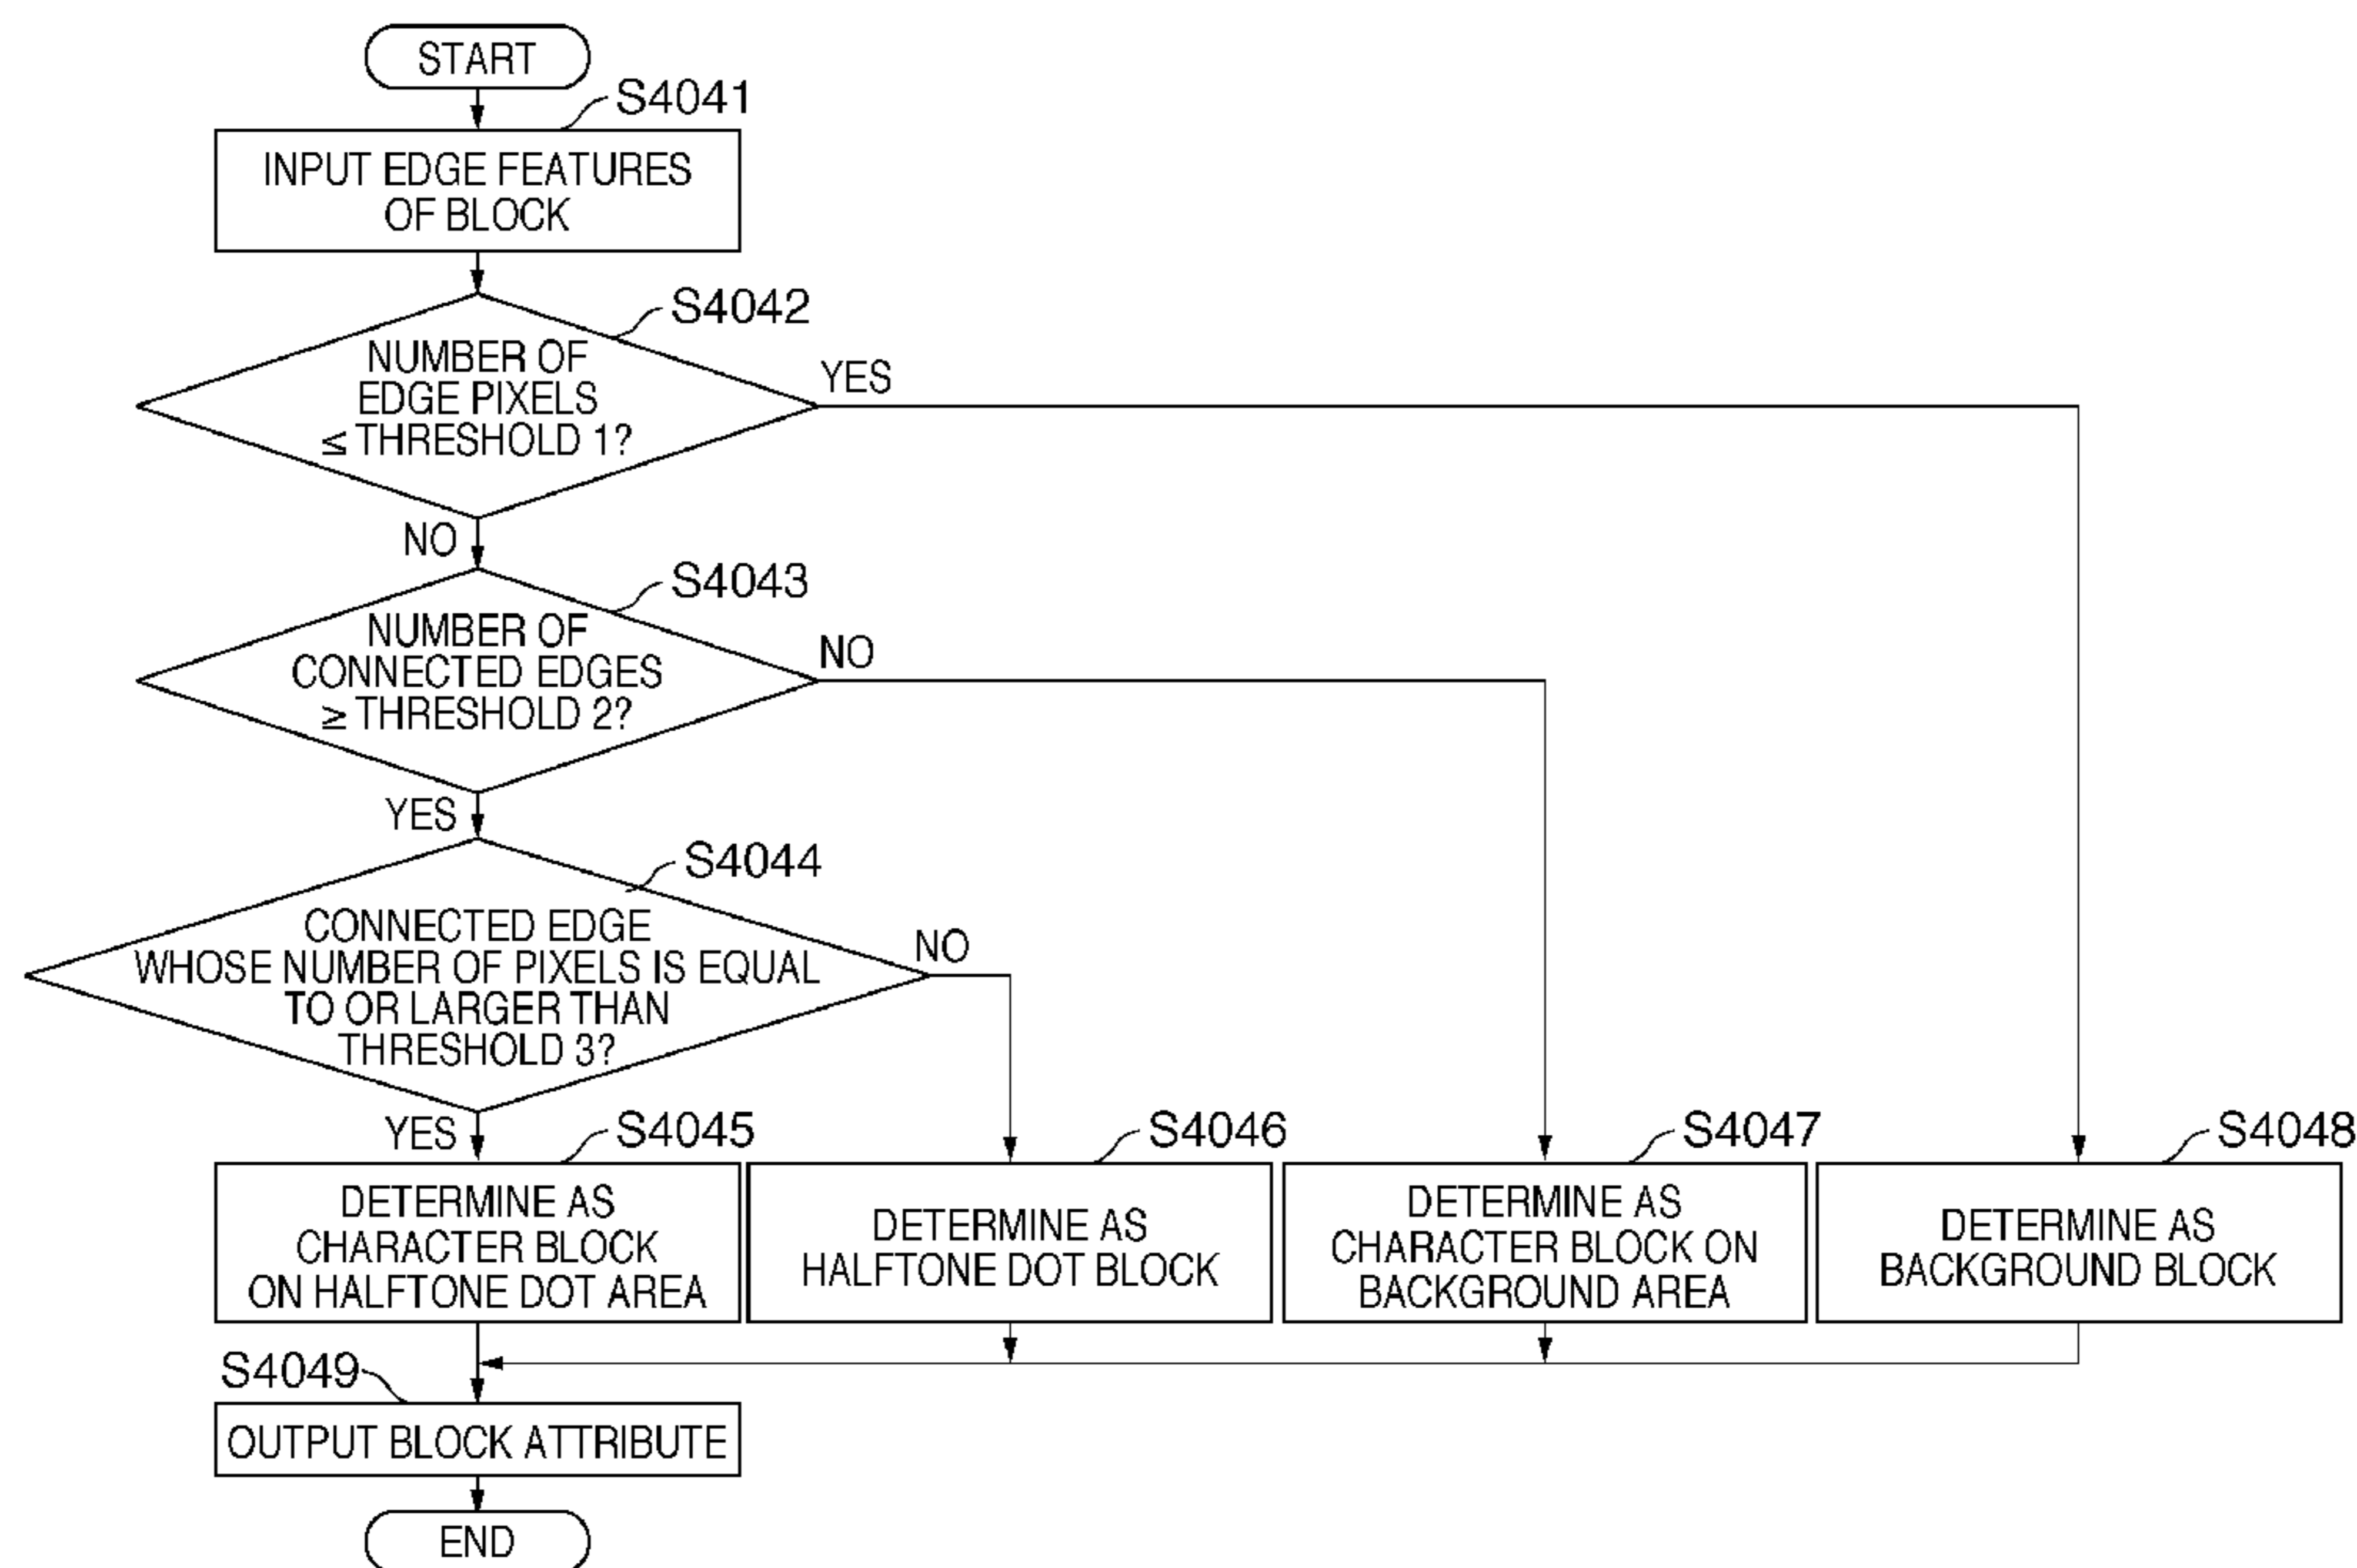 START
S4041
INPUT EDGE FEATURES
OF BLOCK
S4042
NUMBER OF
EDGE PIXELS
≤ THRESHOLD 1?
YES
NO
S4043
NUMBER OF
CONNECTED EDGES
≥ THRESHOLD 2?
NO
YES
S4044
CONNECTED EDGE
WHOSE NUMBER OF PIXELS IS EQUAL
TO OR LARGER THAN
THRESHOLD 3?
NO
YES
S4045
DETERMINE AS
CHARACTER BLOCK
ON HALFTONE DOT AREA
S4046
DETERMINE AS
HALFTONE DOT BLOCK
S4047
DETERMINE AS
CHARACTER BLOCK ON
BACKGROUND AREA
S4048
DETERMINE AS
BACKGROUND BLOCK
S4049
OUTPUT BLOCK ATTRIBUTE
END